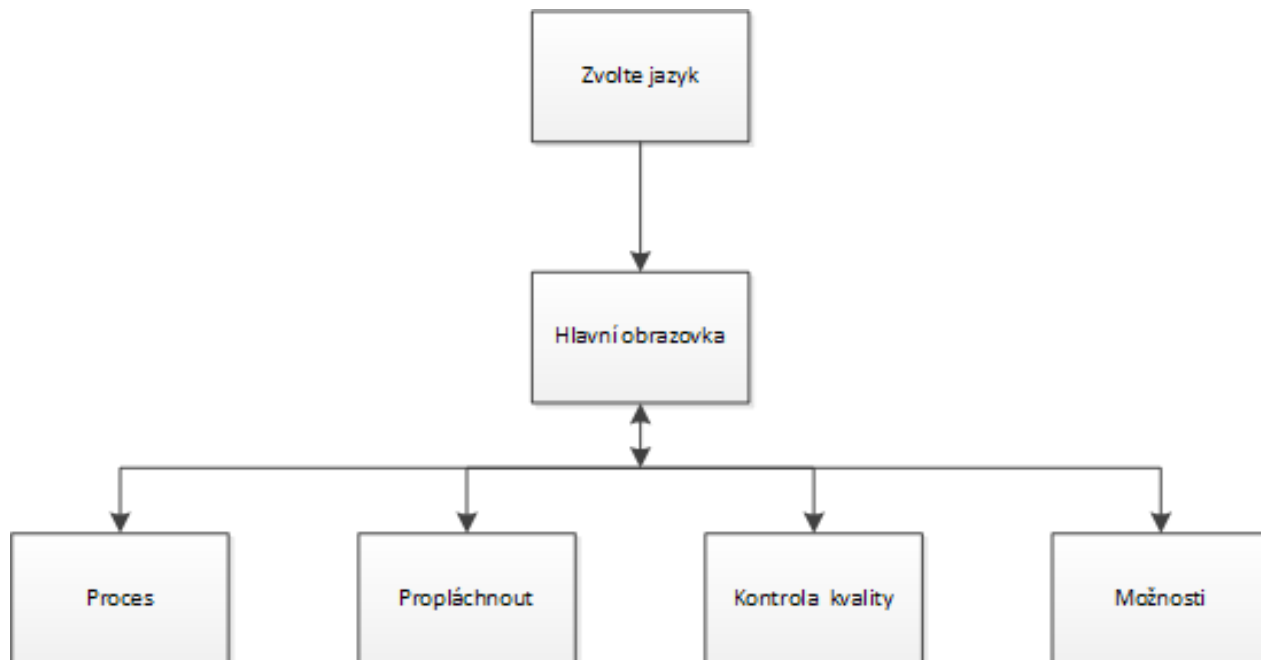 Zvolte jazyk
Hlavní obrazovka
Proces
Propláchnout
Kontrola kvality
Možnosti